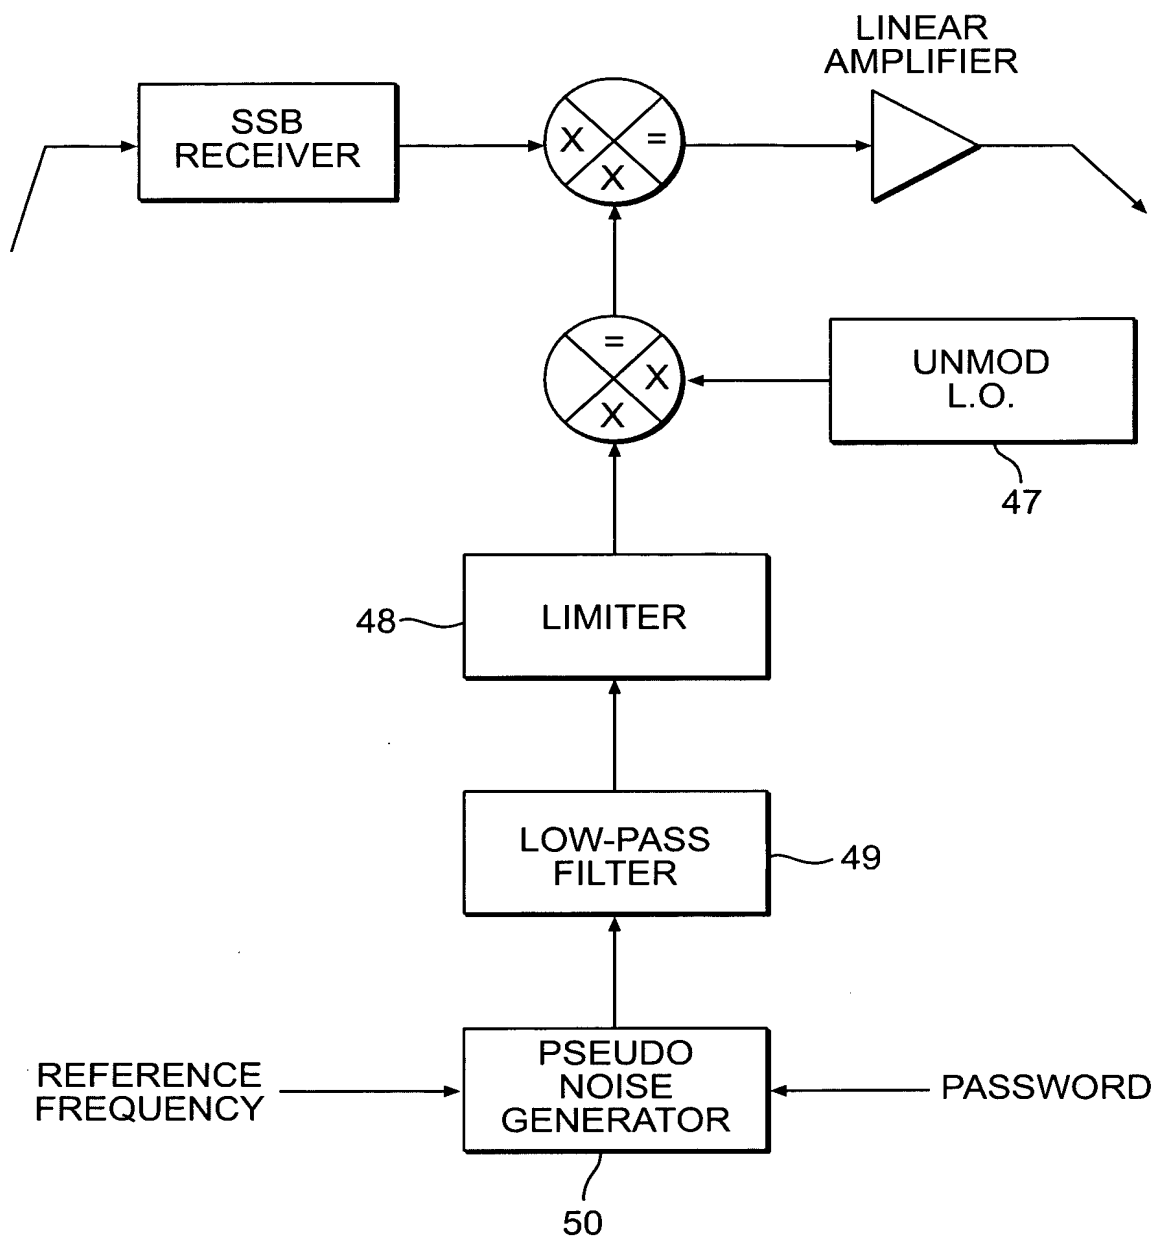 LINEAR
AMPLIFIER
SSB
RECEIVER
X
=
X
=
X
X
UNMOD
L.O.
47
48
LIMITER
LOW-PASS
FILTER
49
REFERENCE
FREQUENCY
PSEUDO
NOISE
GENERATOR
PASSWORD
50